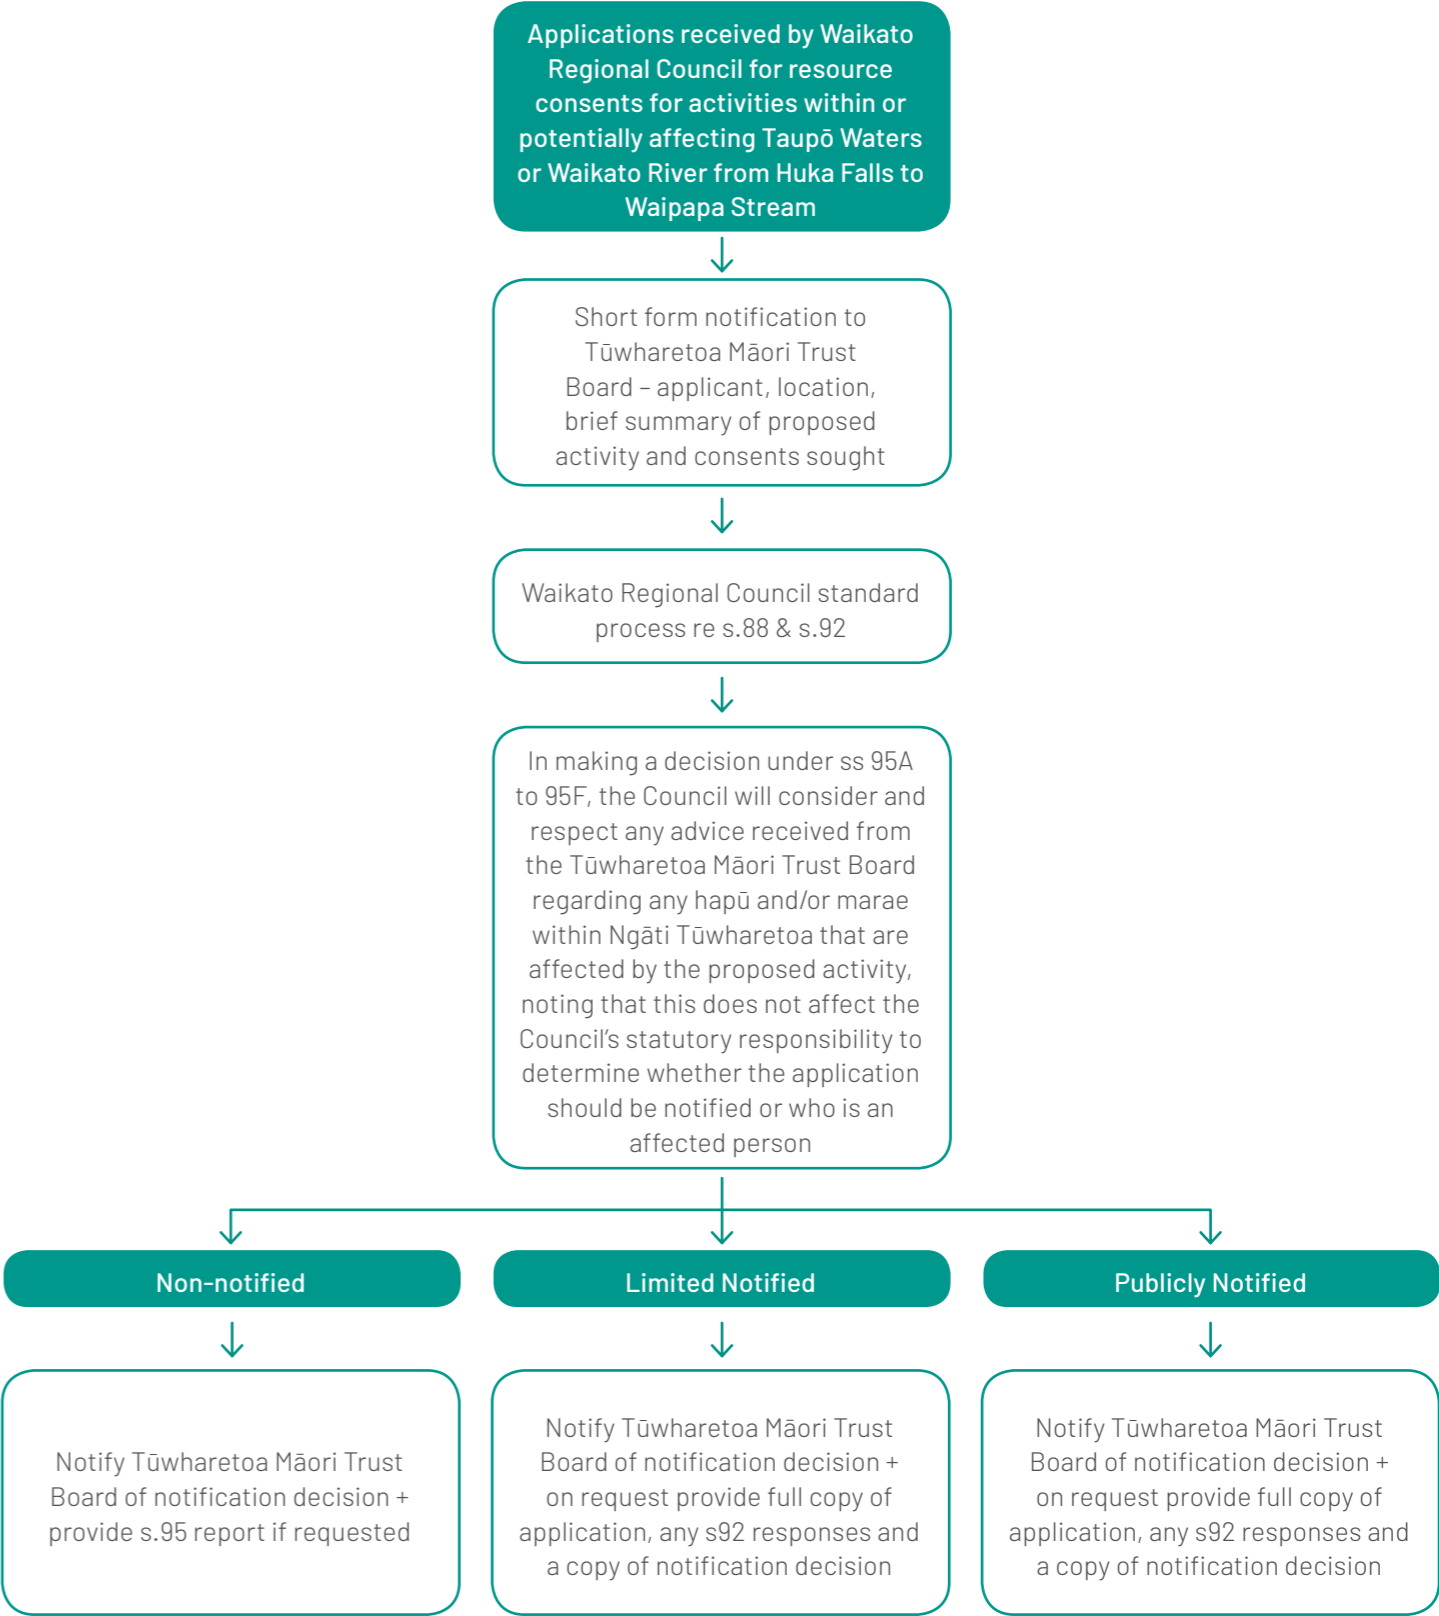 Applications received by Waikato
Regional Council for resource
consents for activities within or
potentially affecting Taupō Waters
or Waikato River from Huka Falls to
Waipapa Stream
Short form notification to
Tūwharetoa Māori Trust
Board – applicant, location,
brief summary of proposed
activity and consents sought
Waikato Regional Council standard
process re s.88 & s.92
In making a decision under ss 95A
to 95F, the Council will consider and
respect any advice received from
the Tūwharetoa Māori Trust Board
regarding any hapū and/or marae
within Ngāti Tūwharetoa that are
affected by the proposed activity,
noting that this does not affect the
Council’s statutory responsibility to
determine whether the application
should be notified or who is an
affected person
Non-notified
Notify Tūwharetoa Māori Trust
Board of notification decision +
provide s.95 report if requested
Limited Notified
Notify Tūwharetoa Māori Trust
Board of notification decision +
on request provide full copy of
application, any s92 responses and
a copy of notification decision
Publicly Notified
Notify Tūwharetoa Māori Trust
Board of notification decision +
on request provide full copy of
application, any s92 responses and
a copy of notification decision